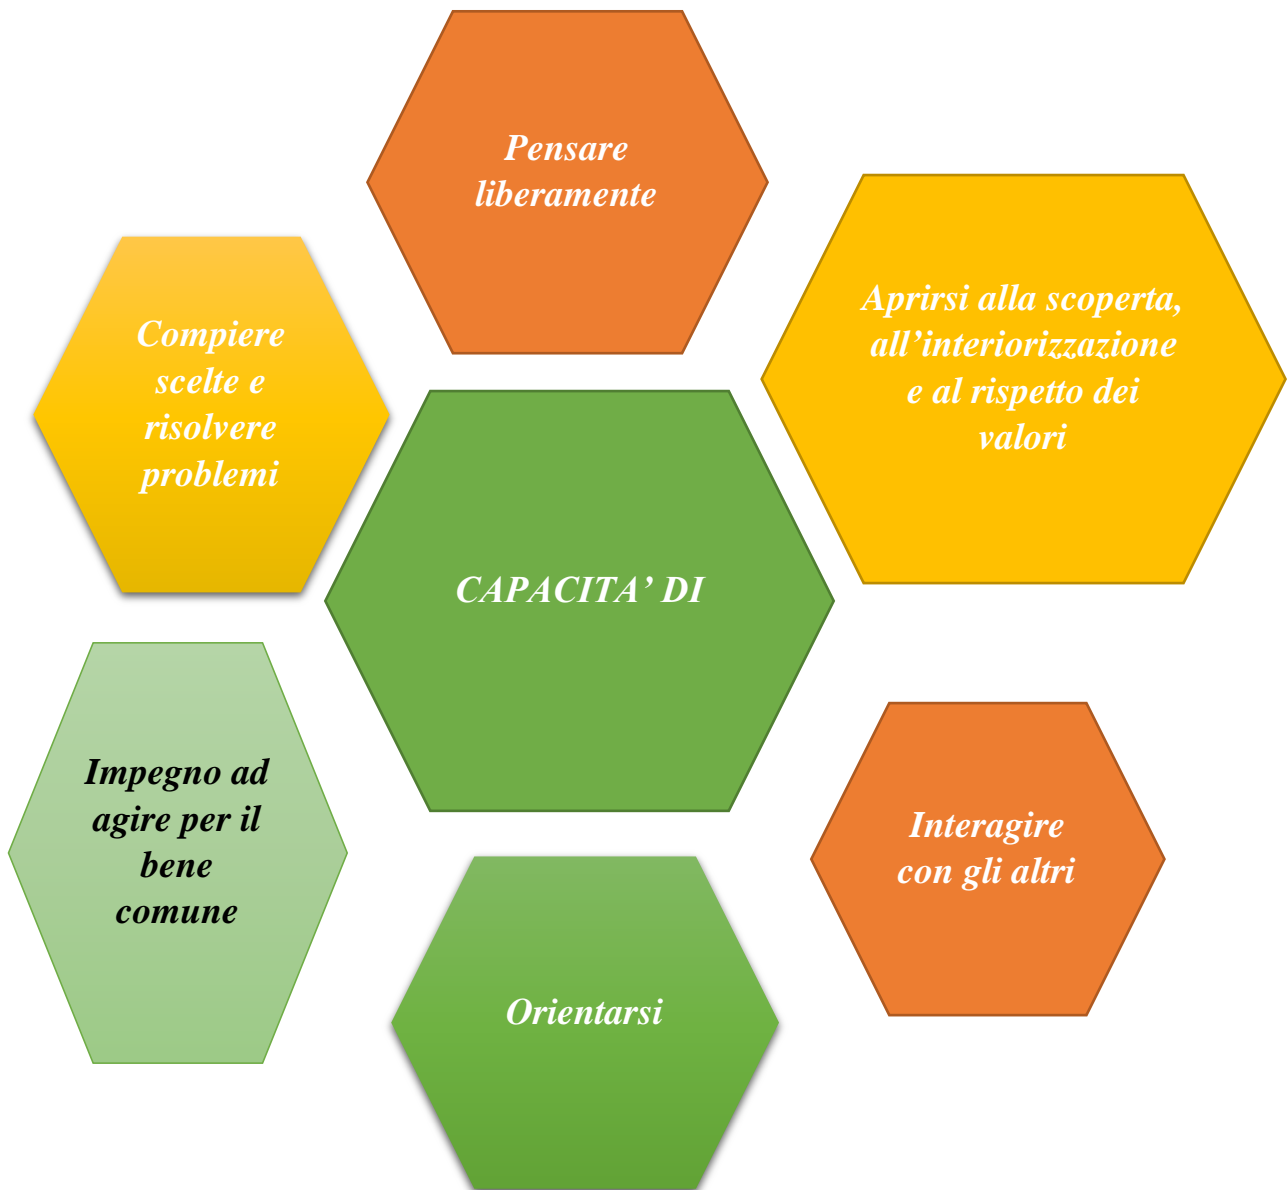 Pensare
liberamente
Aprirsi alla scoperta,
all’interiorizzazione
e al rispetto dei
valori
Compiere
scelte e
risolvere
problemi
CAPACITA’ DI
Impegno ad
agire per il
bene
comune
Interagire
con gli altri
Orientarsi